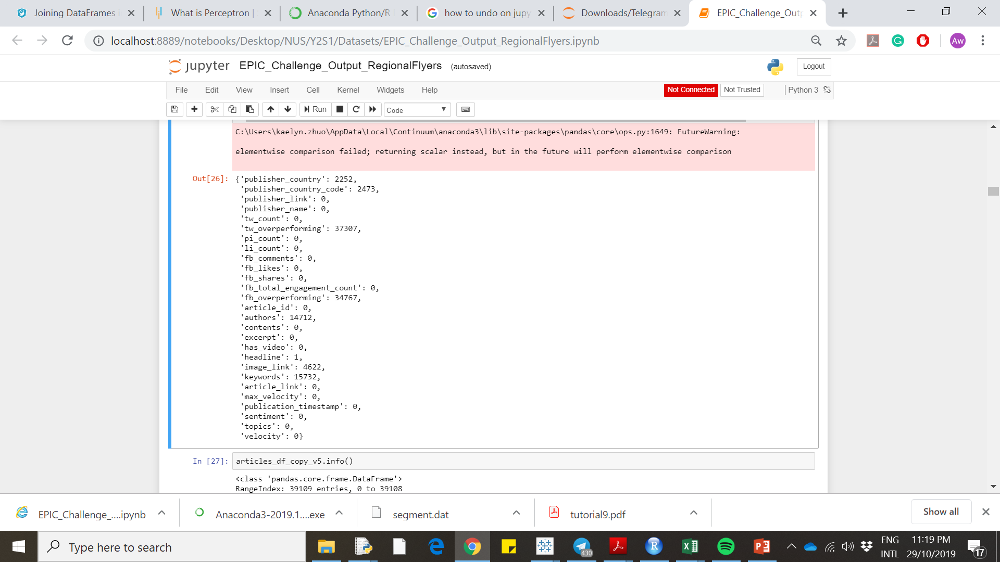 Joining DataFrames i
What is Perceptron |
Anaconda Python/R
how to undo on jupy
Downloads/Telegram
EPIC_Challenge_Outp
localhost:8889/notebooks/Desktop/NUS/Y2S1/Datasets/EPIC_Challenge_Output_RegionalFlyers.ipynb
Aw
jupyter EPIC_Challenge_Output_RegionalFlyers (autosaved)
Logout
File Edit View Insert Cell Kernel Widgets Help
Not Connected Not Trusted Python 3
Run Code
C:\Users\kaelyn.zhuo\AppData\Local\Continuum\anaconda3\lib\site-packages\pandas\core\ops.py:1649: FutureWarning:
elementwise comparison failed; returning scalar instead, but in the future will perform elementwise comparison
Out[26]: {'publisher_country': 2252,
'publisher_country_code': 2473,
'publisher_link': 0,
'publisher_name': 0,
'tw_count': 0,
'tw_overperforming': 37307,
'pi_count': 0,
'li_count': 0,
'fb_comments': 0,
'fb_likes': 0,
'fb_shares': 0,
'fb_total_engagement_count': 0,
'fb_overperforming': 34767,
'article_id': 0,
'authors': 14712,
'contents': 0,
'excerpt': 0,
'has_video': 0,
'headline': 1,
'image_link': 4622,
'keywords': 15732,
'article_link': 0,
'max_velocity': 0,
'publication_timestamp': 0,
'sentiment': 0,
'topics': 0,
'velocity': 0}
In [27]: articles_df_copy_v5.info()
<class 'pandas.core.frame.DataFrame'>
RangeIndex: 39109 entries, 0 to 39108
EPIC_Challenge_....ipynb
Anaconda3-2019.1....exe
segment.dat
tutorial9.pdf
Show all
Type here to search
430
ENG
INTL
11:19 PM
29/10/2019
17